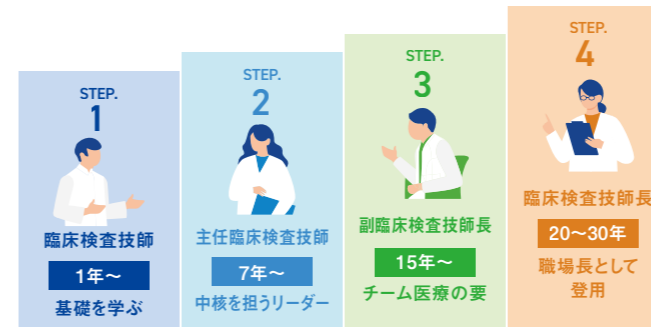 STEP.
1
臨床検査技師
1年～
基礎を学ぶ
STEP.
2
主任臨床検査技師
7年～
中核を担うリーダー
STEP.
3
副臨床検査技師長
15年～
チーム医療の要
STEP.
4
臨床検査技師長
20～30年
職場長として
登用